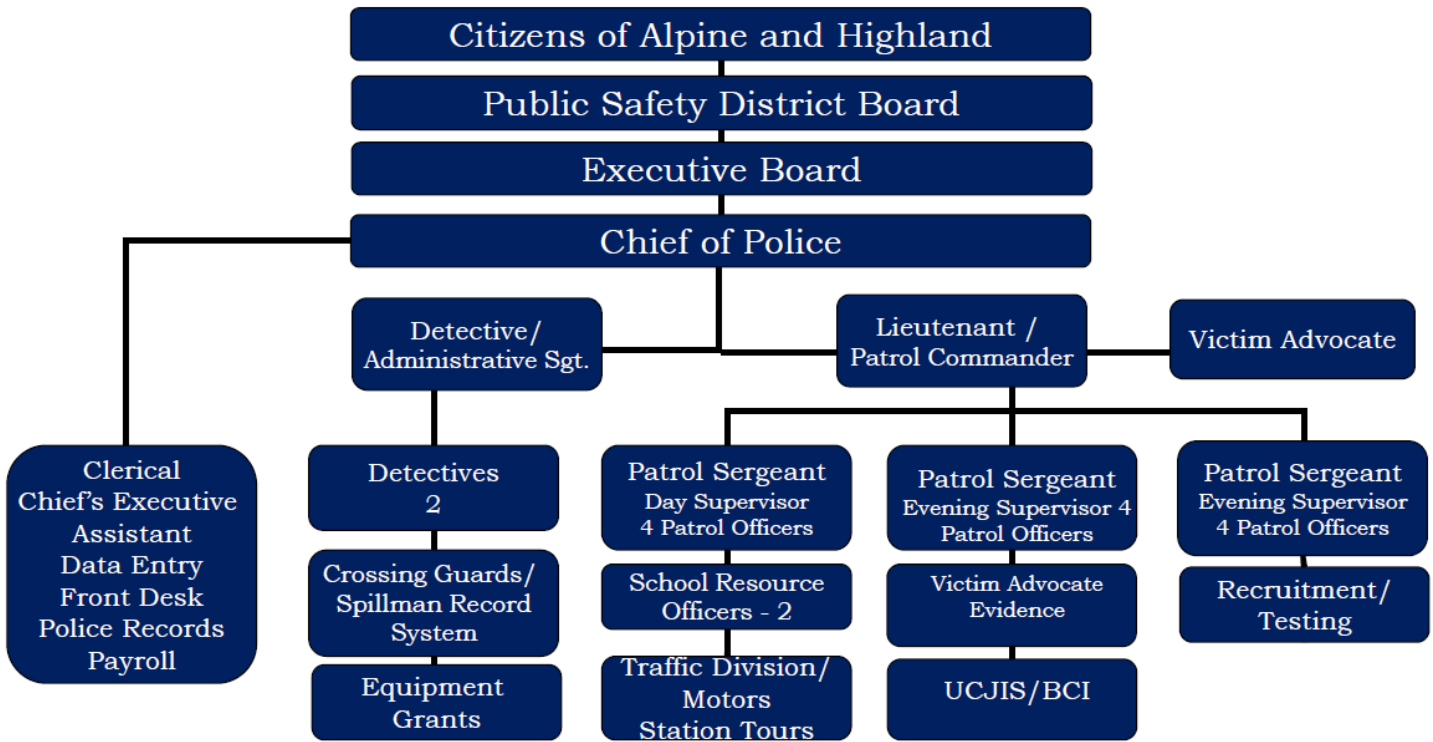 Citizens of Alpine and Highland
Public Safety District Board
Executive Board
Chief of Police
Detective/
Administrative Sgt.
Lieutenant /
Patrol Commander
Victim Advocate
Clerical
Chief's Executive
Assistant
Data Entry
Front Desk
Police Records
Payroll
Detectives
2
Crossing Guards/
Spillman Record
System
Equipment
Grants
Patrol Sergeant
Day Supervisor
4 Patrol Officers
School Resource
Officers - 2
Traffic Division/
Motors
Station Tours
Patrol Sergeant
Evening Supervisor 4
Patrol Officers
Victim Advocate
Evidence
UCJIS/BCI
Patrol Sergeant
Evening Supervisor
4 Patrol Officers
Recruitment/
Testing